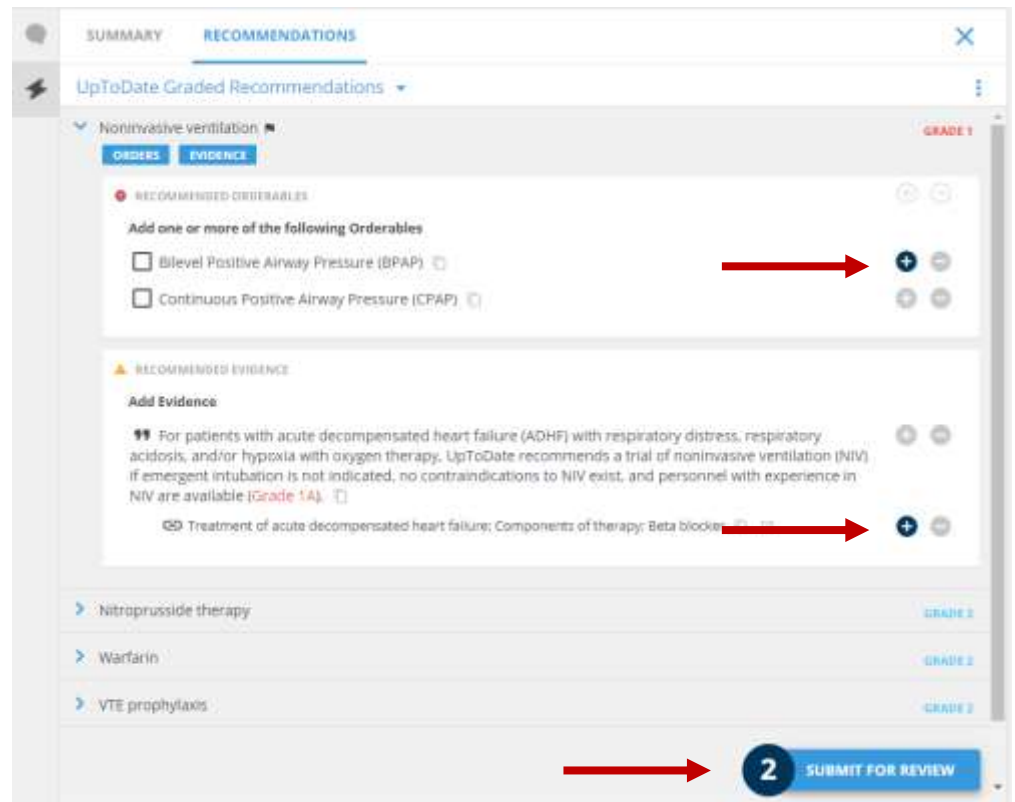 SUMMARY RECOMMENDATIONS
UpToDate Graded Recommendations
Noninvasive ventilation GRADE 1
ORDERS EVIDENCE
RECOMMENDED ORDERABLES
Add one or more of the following Orderables
Bilevel Positive Airway Pressure (BPAP)
Continuous Positive Airway Pressure (CPAP)
RECOMMENDED EVIDENCE
Add Evidence
For patients with acute decompensated heart failure (ADHF) with respiratory distress, respiratory
acidosis, and/or hypoxia with oxygen therapy, UpToDate recommends a trial of noninvasive ventilation (NIV)
if emergent intubation is not indicated, no contraindications to NIV exist, and personnel with experience in
NIV are available (Grade 1A).
Treatment of acute decompensated heart failure: Components of therapy: Beta blocker
Nitroprusside therapy GRADE 2
Warfarin GRADE 2
VTE prophylaxis GRADE 2
2 SUBMIT FOR REVIEW